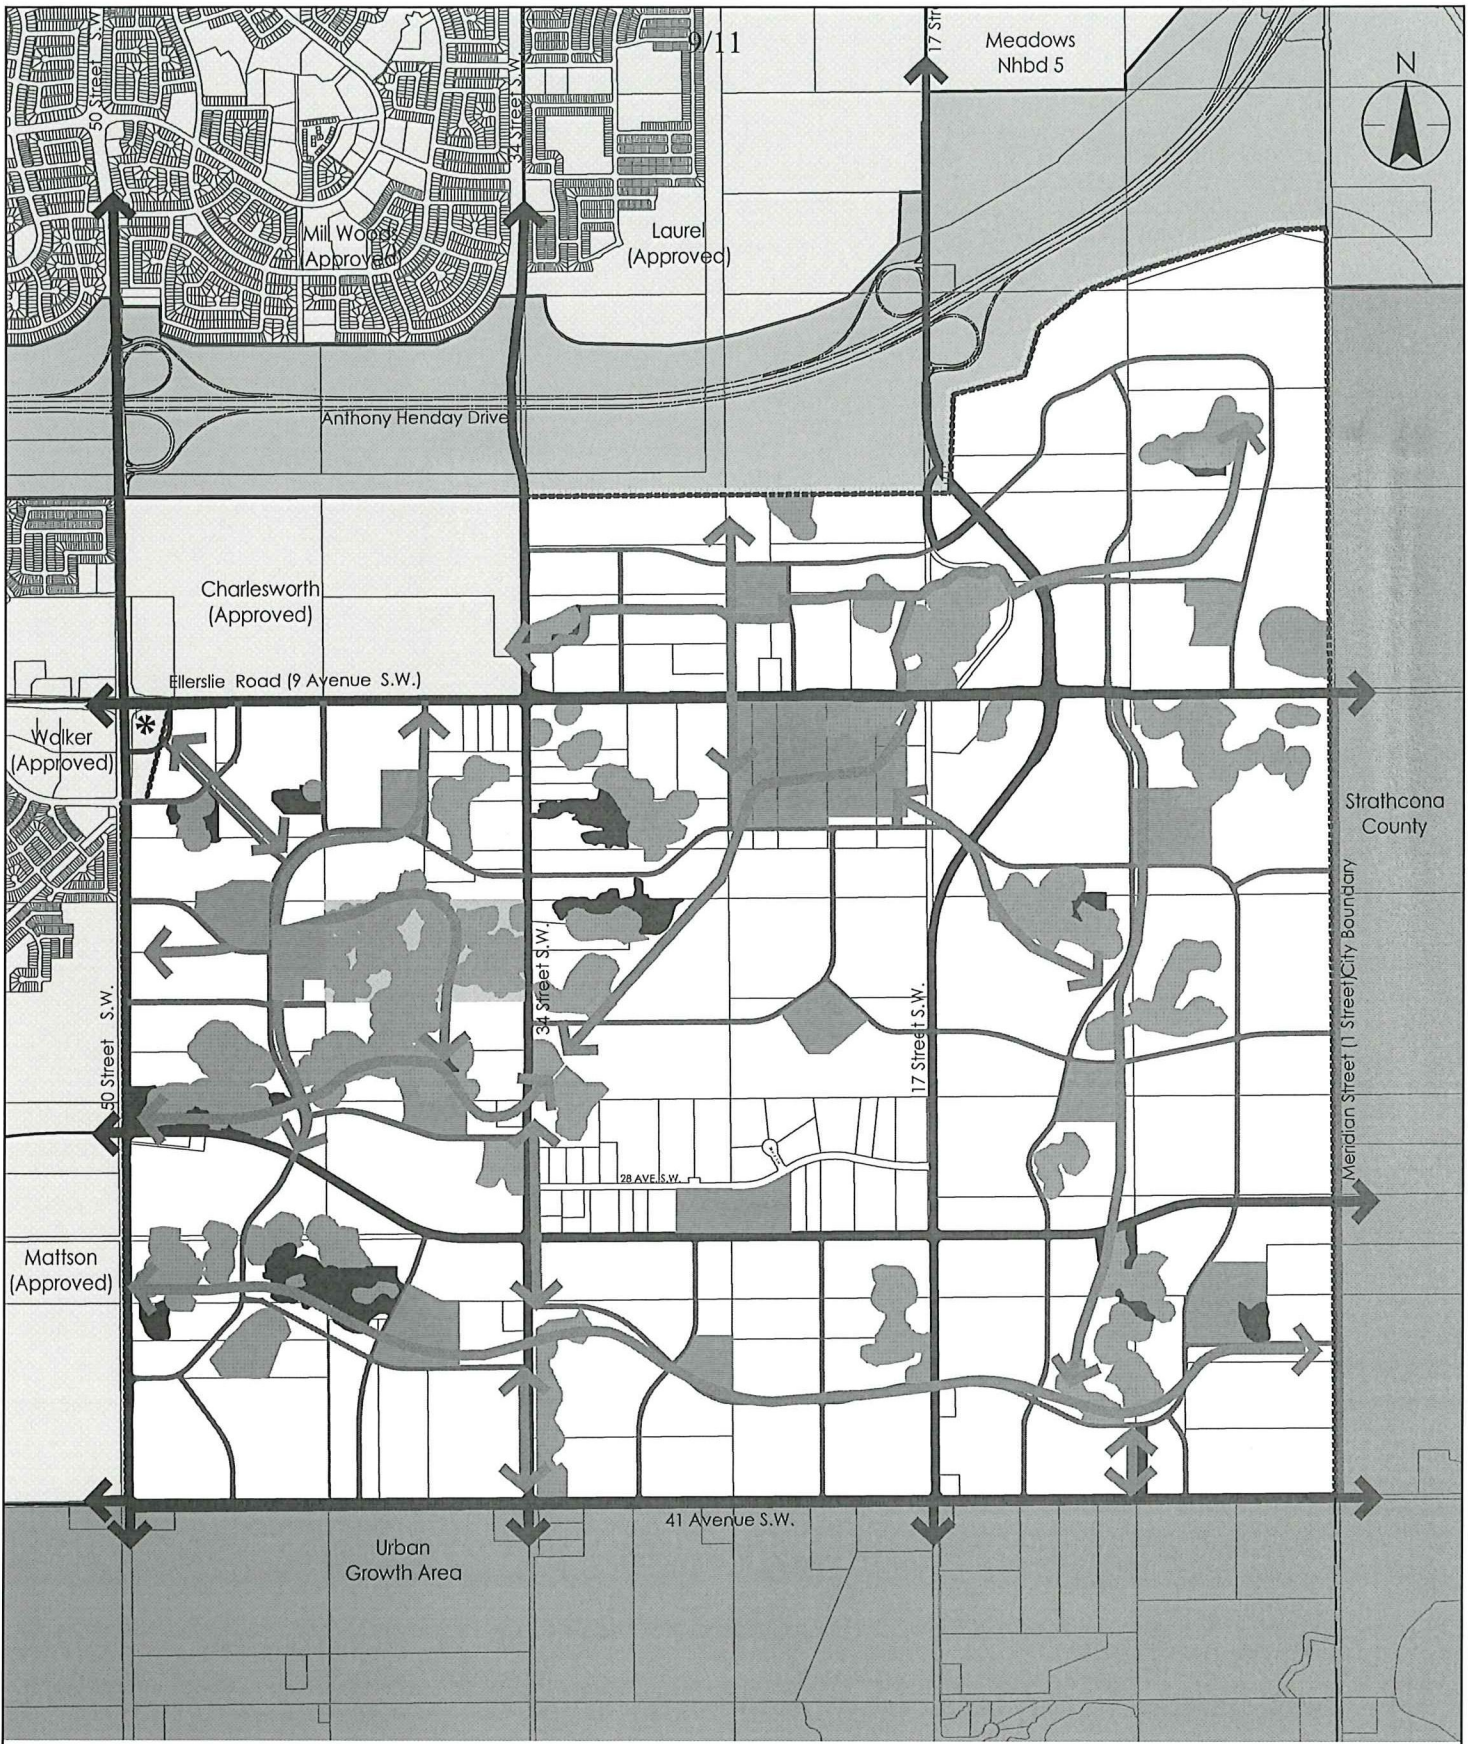 50 Street S.W.
34 Street S.W.
9/11
17 Str
Meadows
Nhbd 5
N
Mill Woods
(Approved)
Laurel
(Approved)
Anthony Henday Drive
Charlesworth
(Approved)
Ellerslie Road (9 Avenue S.W.)
Walker
(Approved)
*
Strathcona
County
Meridian Street (1 Street)City Boundary
34 Street S.W.
17 Street S.W.
50 Street S.W.
28 AVE.S.W.
Mattson
(Approved)
41 Avenue S.W.
Urban
Growth Area